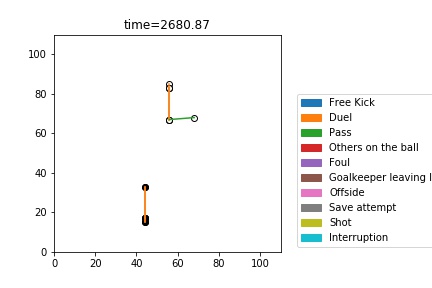 time=2680.87
100
80
60
40
20
0
0 20 40 60 80 100
Free Kick
Duel
Pass
Others on the ball
Foul
Goalkeeper leaving l
Offside
Save attempt
Shot
Interruption